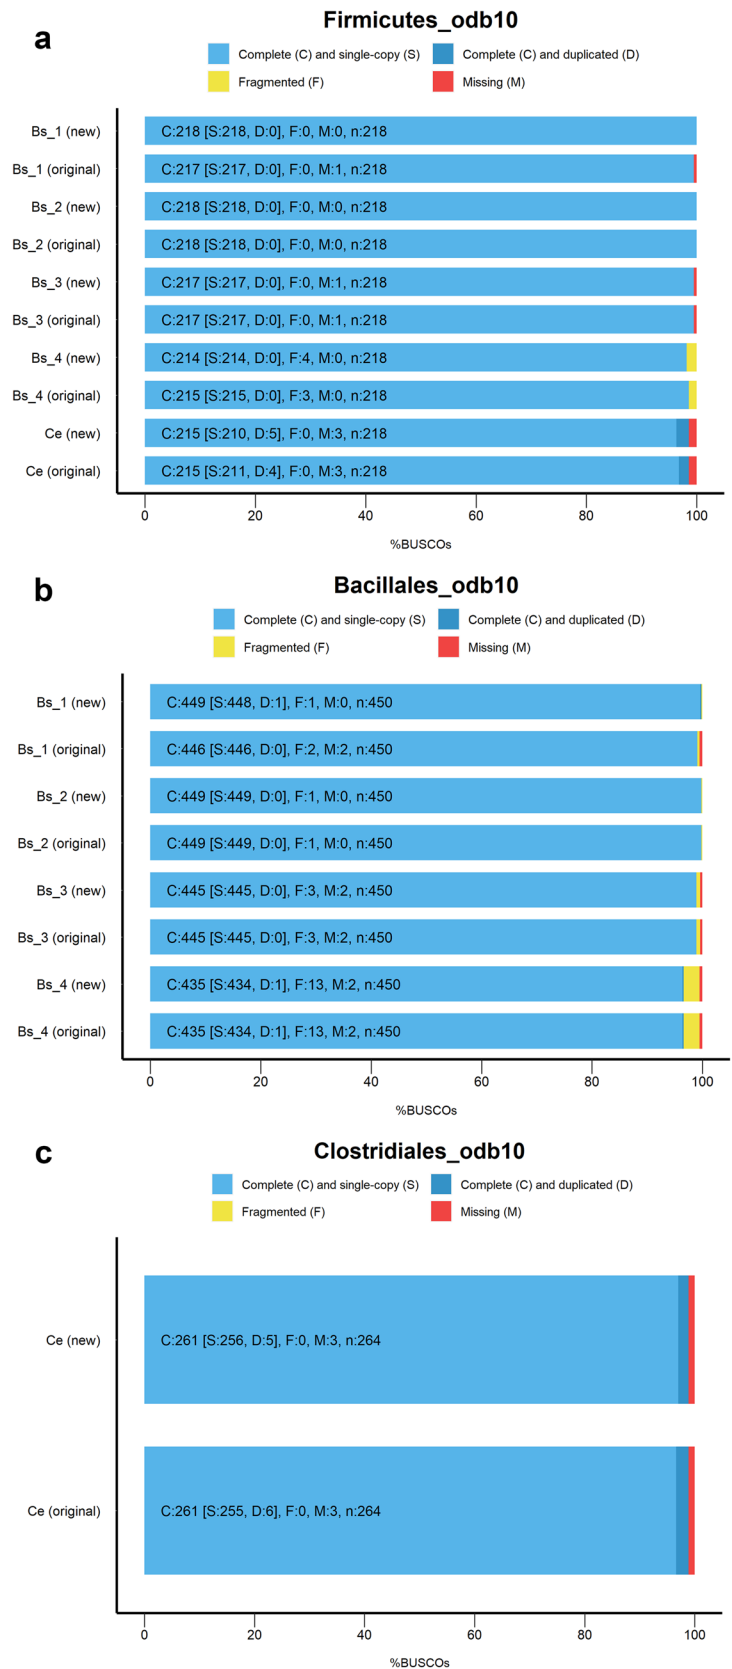 a
Firmicutes_odb10
Complete (C) and single-copy (S) Complete (C) and duplicated (D)
Fragmented (F) Missing (M)
Bs_1 (new) C:218 [S:218, D:0], F:0, M:0, n:218
Bs_1 (original) C:217 [S:217, D:0], F:0, M:1, n:218
Bs_2 (new) C:218 [S:218, D:0], F:0, M:0, n:218
Bs_2 (original) C:218 [S:218, D:0], F:0, M:0, n:218
Bs_3 (new) C:217 [S:217, D:0], F:0, M:1, n:218
Bs_3 (original) C:217 [S:217, D:0], F:0, M:1, n:218
Bs_4 (new) C:214 [S:214, D:0], F:4, M:0, n:218
Bs_4 (original) C:215 [S:215, D:0], F:3, M:0, n:218
Ce (new) C:215 [S:210, D:5], F:0, M:3, n:218
Ce (original) C:215 [S:211, D:4], F:0, M:3, n:218
0 20 40 60 80 100
%BUSCOs
b
Bacillales_odb10
Complete (C) and single-copy (S) Complete (C) and duplicated (D)
Fragmented (F) Missing (M)
Bs_1 (new) C:449 [S:448, D:1], F:1, M:0, n:450
Bs_1 (original) C:446 [S:446, D:0], F:2, M:2, n:450
Bs_2 (new) C:449 [S:449, D:0], F:1, M:0, n:450
Bs_2 (original) C:449 [S:449, D:0], F:1, M:0, n:450
Bs_3 (new) C:445 [S:445, D:0], F:3, M:2, n:450
Bs_3 (original) C:445 [S:445, D:0], F:3, M:2, n:450
Bs_4 (new) C:435 [S:434, D:1], F:13, M:2, n:450
Bs_4 (original) C:435 [S:434, D:1], F:13, M:2, n:450
0 20 40 60 80 100
%BUSCOs
c
Clostridiales_odb10
Complete (C) and single-copy (S) Complete (C) and duplicated (D)
Fragmented (F) Missing (M)
Ce (new) C:261 [S:256, D:5], F:0, M:3, n:264
Ce (original) C:261 [S:255, D:6], F:0, M:3, n:264
0 20 40 60 80 100
%BUSCOs